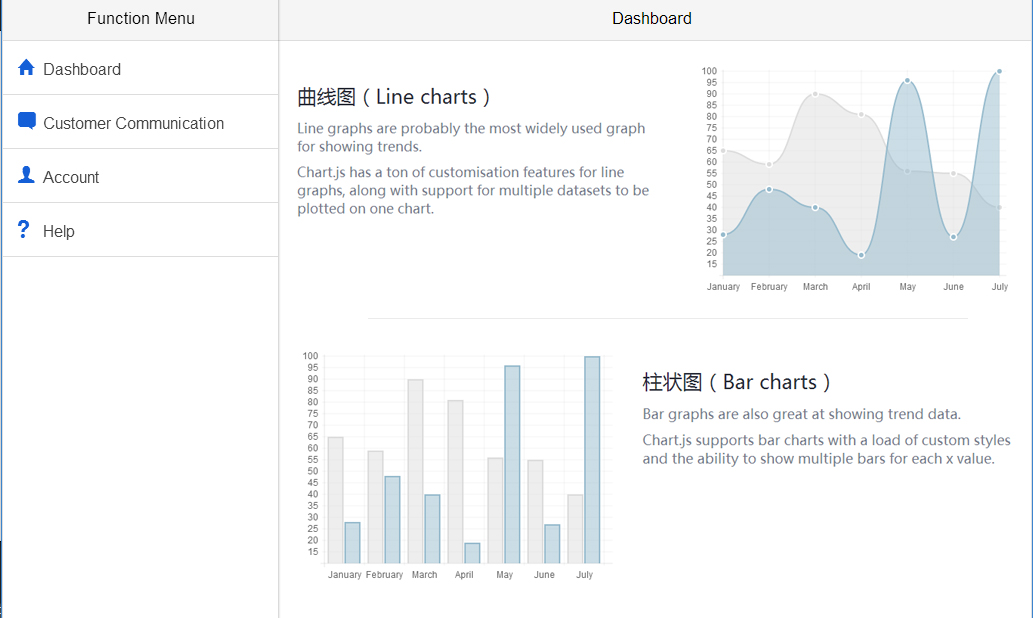 Function Menu
Dashboard
Dashboard
Customer Communication
Account
Help
曲线图（Line charts）
Line graphs are probably the most widely used graph
for showing trends.
Chart.js has a ton of customisation features for line
graphs, along with support for multiple datasets to be
plotted on one chart.
100
95
90
85
80
75
70
65
60
55
50
45
40
35
30
25
20
15
January February March April May June July
100
95
90
85
80
75
70
65
60
55
50
45
40
35
30
25
20
15
January February March April May June July
柱状图（Bar charts）
Bar graphs are also great at showing trend data.
Chart.js supports bar charts with a load of custom styles
and the ability to show multiple bars for each x value.